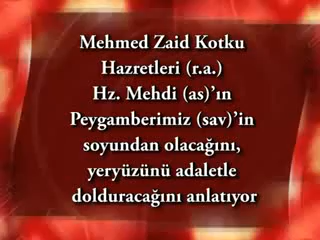 Mehmed Zaid Kotku
Hazretleri (r.a.)
Hz. Mehdi (as)’ın
Peygamberimiz (sav)’in
soyundan olacağını,
yeryüzünü adaletle
dolduracağını anlatıyor